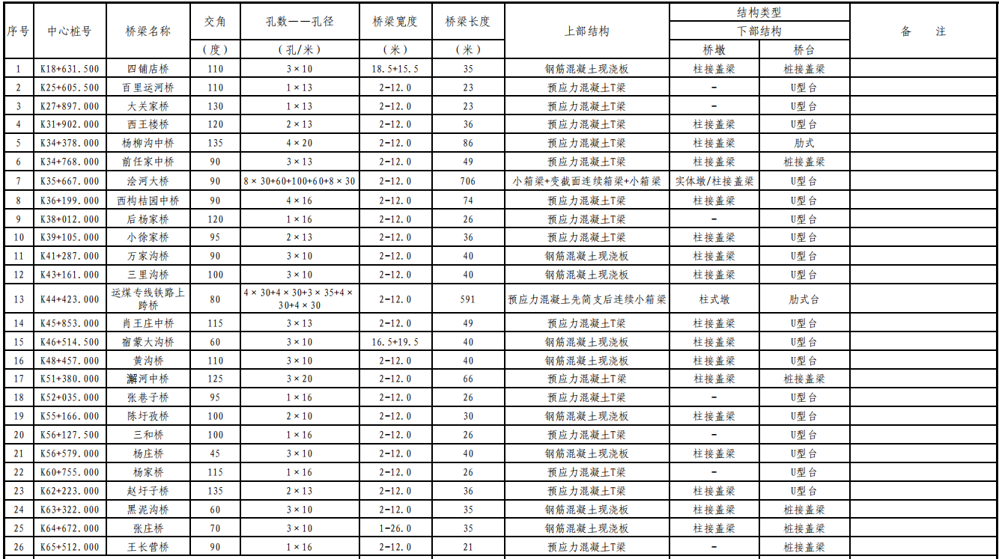 结构类型
序号 中心桩号 桥梁名称 交角 孔数——孔径 桥梁宽度 桥梁长度 上部结构 下部结构 备 注
(度) (孔/米) (米) (米) 桥墩 桥台
1 K18+631.500 四铺店桥 110 3×10 18.5+15.5 35 钢筋混凝土现浇板 柱接盖梁 桩接盖梁
2 K25+605.500 百里运河桥 110 1×13 2-12.0 23 预应力混凝土T梁 - U型台
3 K27+897.000 大关家桥 130 1×13 2-12.0 23 预应力混凝土T梁 - U型台
4 K31+902.000 西王楼桥 120 2×13 2-12.0 36 预应力混凝土T梁 柱接盖梁 U型台
5 K34+378.000 杨柳沟中桥 135 4×20 2-12.0 86 预应力混凝土T梁 柱接盖梁 肋式
6 K34+768.000 前任家中桥 90 3×13 2-12.0 49 预应力混凝土T梁 柱接盖梁 桩接盖梁
7 K35+667.000 浍河大桥 90 8×30+60+100+60+8×30 2-12.0 706 小箱梁+变截面连续箱梁+小箱梁 实体墩/柱接盖梁 U型台
8 K36+199.000 西构桔园中桥 90 4×16 2-12.0 74 预应力混凝土T梁 柱接盖梁 U型台
9 K38+012.000 后杨家桥 120 1×16 2-12.0 26 预应力混凝土T梁 - U型台
10 K39+105.000 小徐家桥 95 2×13 2-12.0 36 预应力混凝土T梁 柱接盖梁 U型台
11 K41+287.000 万家沟桥 90 3×10 2-12.0 40 钢筋混凝土现浇板 柱接盖梁 U型台
12 K43+161.000 三里沟桥 100 3×10 2-12.0 40 钢筋混凝土现浇板 柱接盖梁 U型台
13 K44+423.000 运煤专线铁路上 80 4×30+4×30+3×35+4× 2-12.0 591 预应力混凝土先简支后连续小箱梁 柱式墩 肋式台
跨桥 30+4×30
14 K45+853.000 肖王庄中桥 115 3×13 2-12.0 49 预应力混凝土T梁 柱接盖梁 U型台
15 K46+514.500 宿蒙大沟桥 60 3×10 16.5+19.5 40 钢筋混凝土现浇板 柱接盖梁 U型台
16 K48+457.000 黄沟桥 110 3×10 2-12.0 40 钢筋混凝土现浇板 柱接盖梁 U型台
17 K51+380.000 澥河中桥 125 3×20 2-12.0 66 预应力混凝土T梁 柱接盖梁 桩接盖梁
18 K52+035.000 张巷子桥 95 1×16 2-12.0 26 预应力混凝土T梁 - U型台
19 K55+166.000 陈圩孜桥 100 2×10 2-12.0 30 钢筋混凝土现浇板 柱接盖梁 U型台
20 K56+127.500 三和桥 100 1×16 2-12.0 26 预应力混凝土T梁 - U型台
21 K56+579.000 杨庄桥 45 3×10 2-12.0 40 钢筋混凝土现浇板 柱接盖梁 U型台
22 K60+755.000 杨家桥 115 1×16 2-12.0 26 预应力混凝土T梁 - U型台
23 K62+223.000 赵圩子桥 135 2×13 2-12.0 36 预应力混凝土T梁 柱接盖梁 U型台
24 K63+322.000 黑泥沟桥 60 3×10 2-12.0 35 钢筋混凝土现浇板 柱接盖梁 桩接盖梁
25 K64+672.000 张庄桥 70 3×10 1-26.0 35 钢筋混凝土现浇板 柱接盖梁 桩接盖梁
26 K65+512.000 王长营桥 90 1×16 2-12.0 21 预应力混凝土T梁 - 桩接盖梁